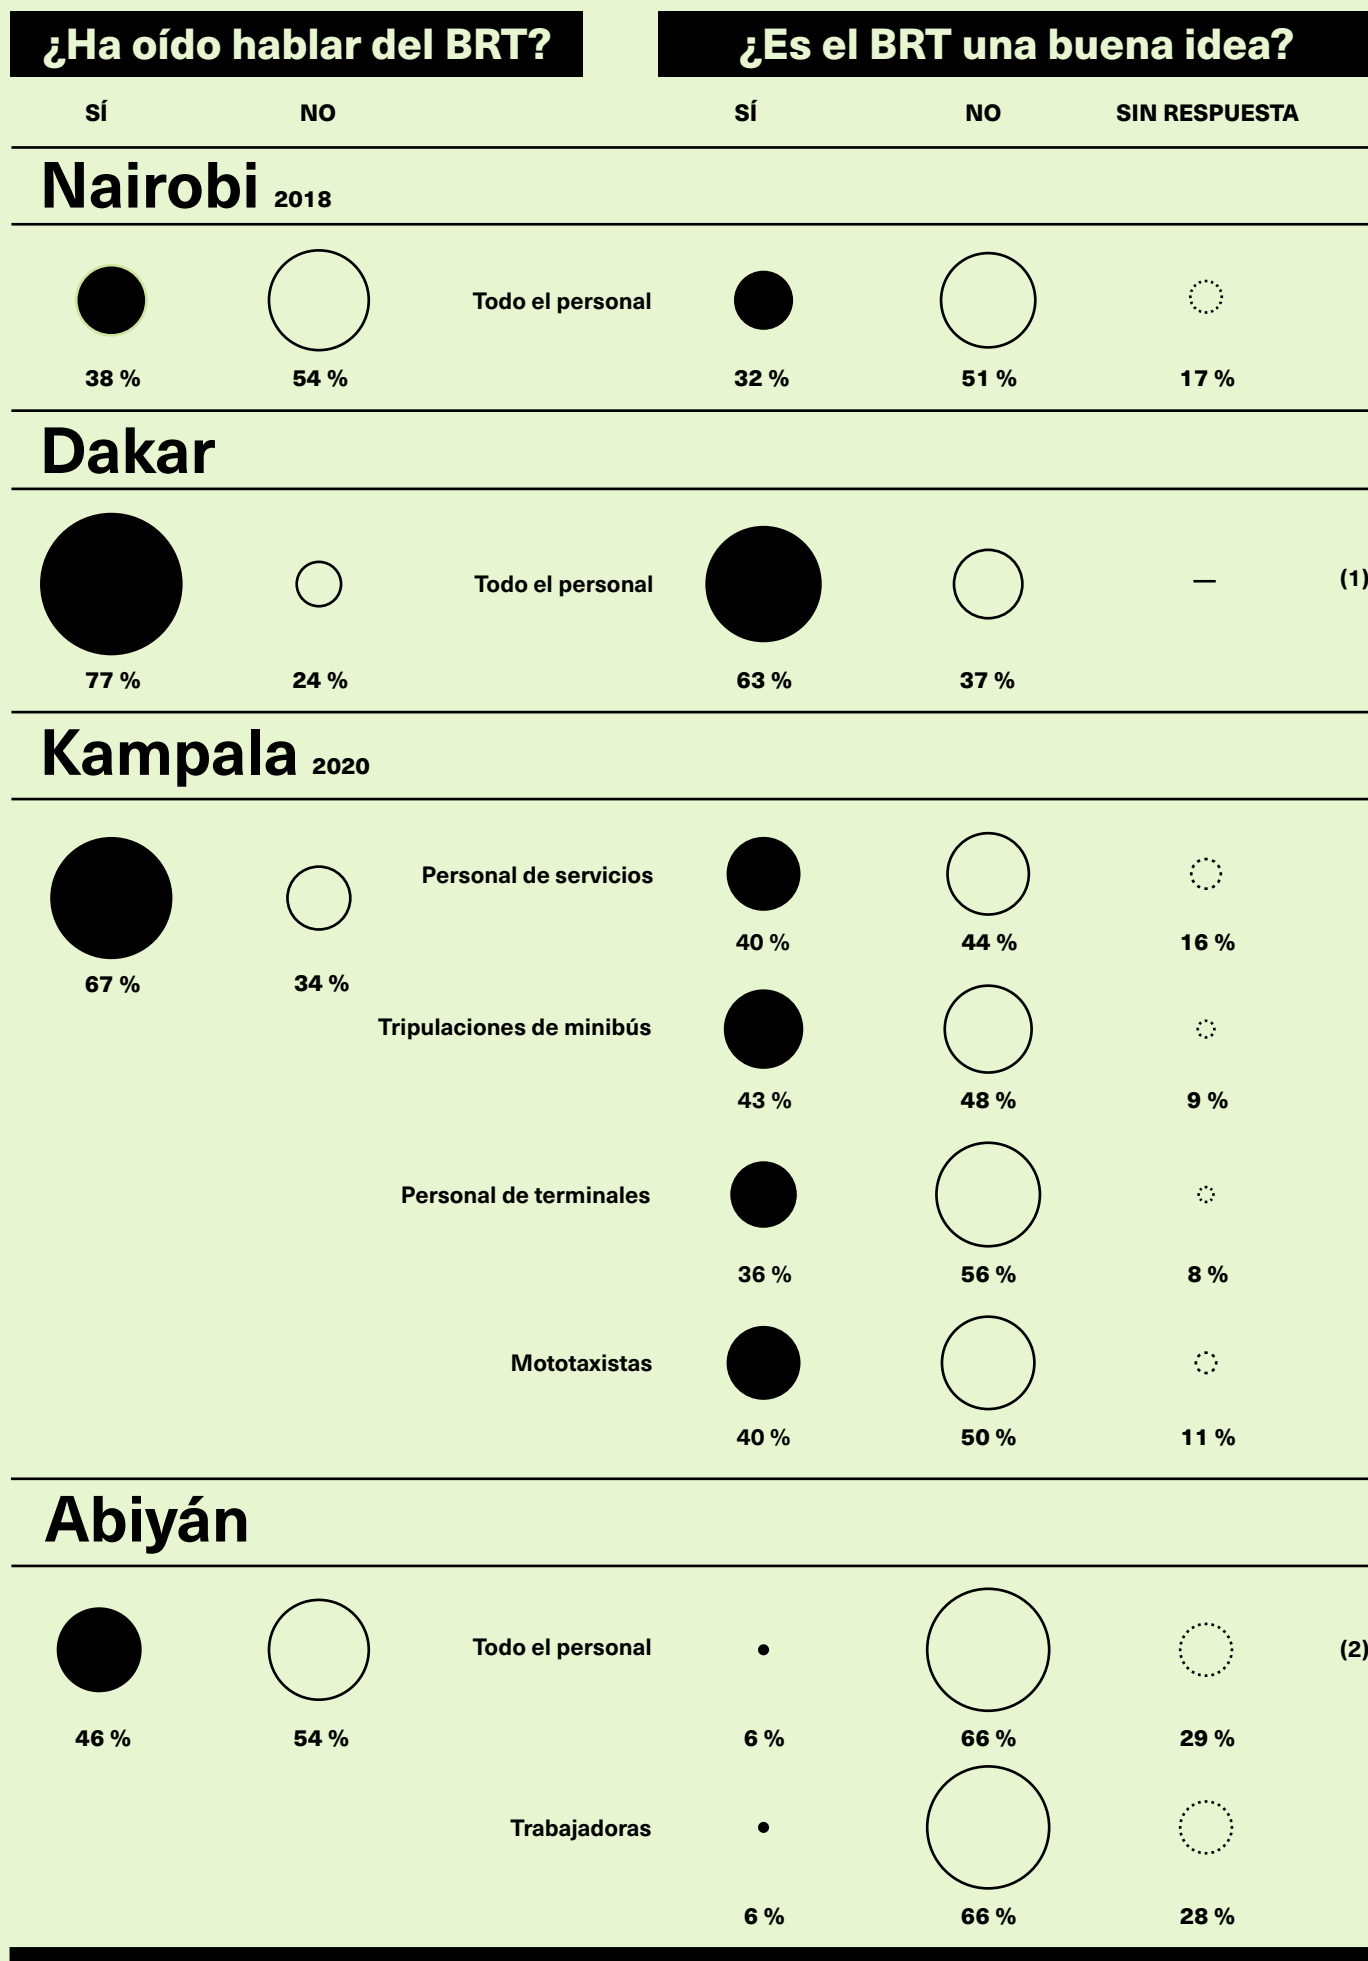 ¿Ha oído hablar del BRT? ¿Es el BRT una buena idea?
SÍ NO SÍ NO SIN RESPUESTA
Nairobi 2018
Todo el personal
38 % 54 % 32 % 51 % 17 %
Dakar
Todo el personal — (1)
77 % 24 % 63 % 37 %
Kampala 2020
Personal de servicios
40 % 44 % 16 %
67 % 34 %
Tripulaciones de minibús
43 % 48 % 9 %
Personal de terminales
36 % 56 % 8 %
Mototaxistas
40 % 50 % 11 %
Abiyán
Todo el personal (2)
46 % 54 % 6 % 66 % 29 %
Trabajadoras
6 % 66 % 28 %